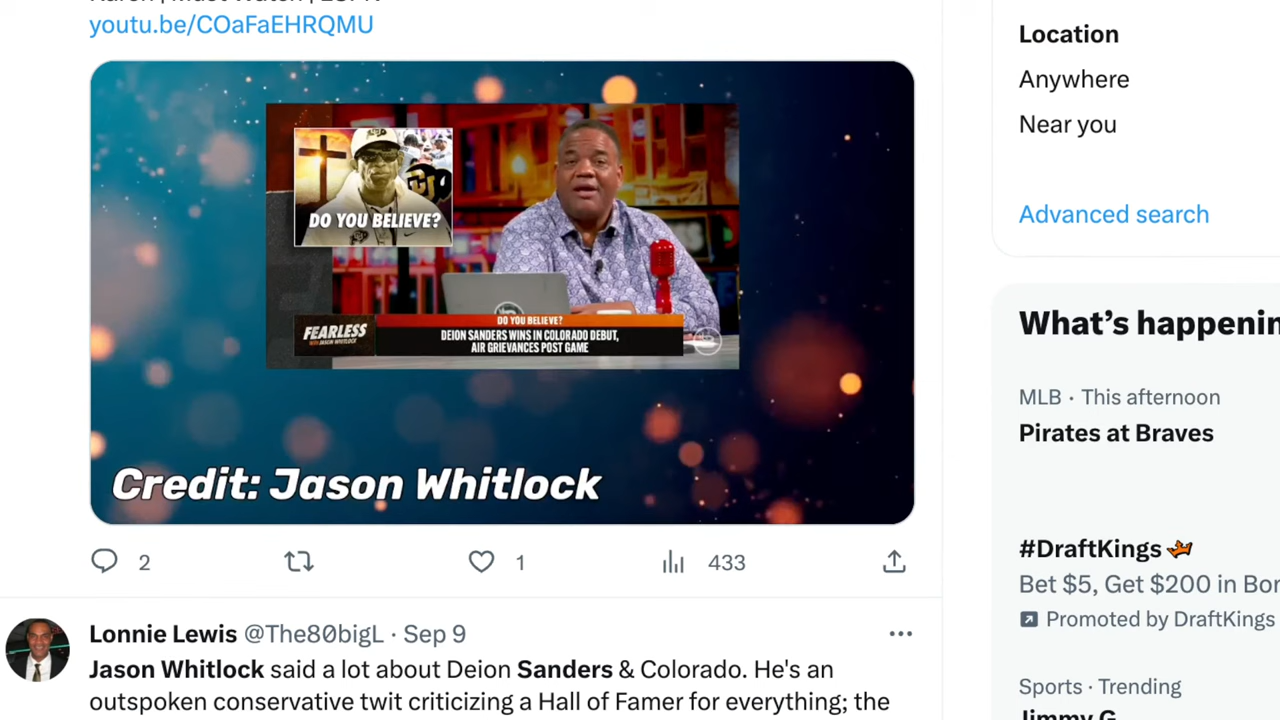 youtu.be/COaFaEHRQMU
DO YOU BELIEVE?
FEARLESS
WITH JASON WHITLOCK
DO YOU BELIEVE?
DEION SANDERS WINS IN COLORADO DEBUT,
AIR GRIEVANCES POST GAME
Credit: Jason Whitlock
2
1
433
Lonnie Lewis @The80bigL · Sep 9
Jason Whitlock said a lot about Deion Sanders & Colorado. He's an
outspoken conservative twit criticizing a Hall of Famer for everything; the
Location
Anywhere
Near you
Advanced search
What's happenin
MLB · This afternoon
Pirates at Braves
#DraftKings
Bet $5, Get $200 in Bon
Promoted by DraftKings
Sports · Trending
Jimmy G